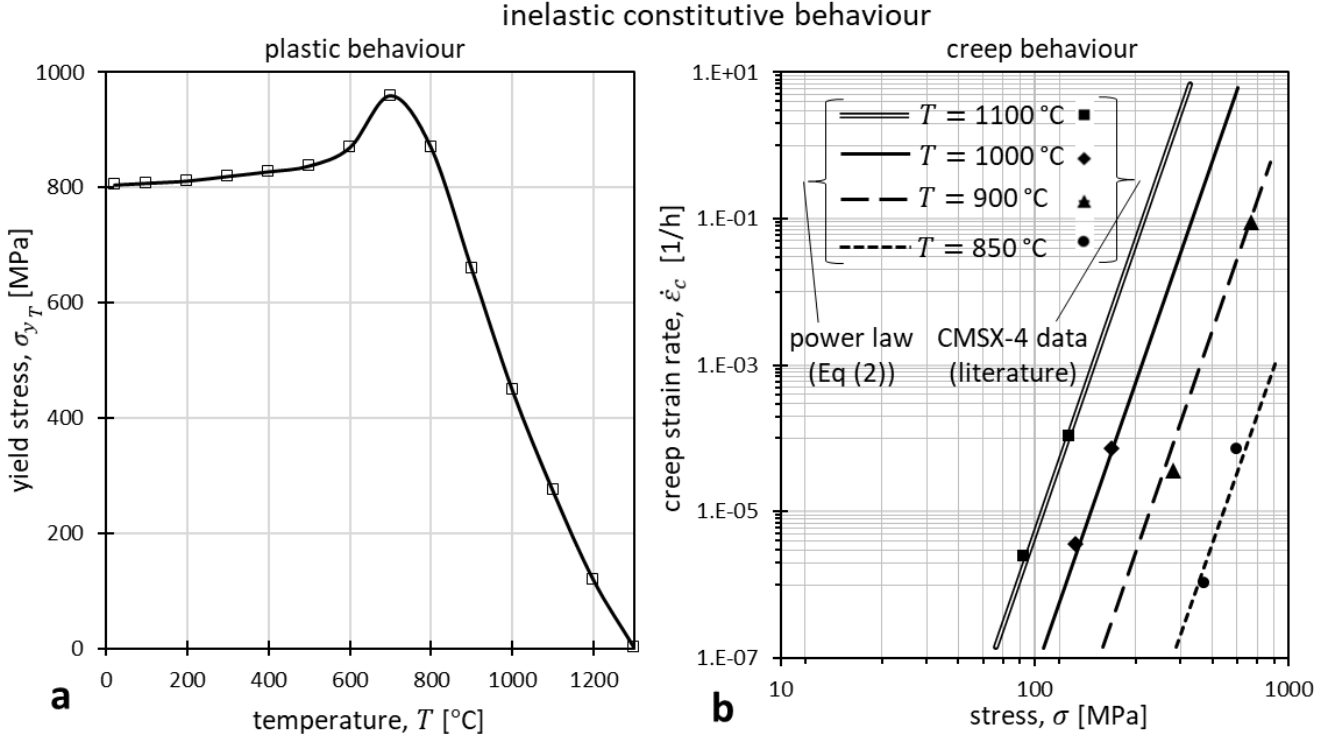 inelastic constitutive behaviour
plastic behaviour
1000
800
600
400
200
0
yield stress, σ_y_T [MPa]
0 200 400 600 800 1000 1200
temperature, T [°C]
a
creep behaviour
1.E+01
1.E-01
1.E-03
1.E-05
1.E-07
creep strain rate, ε̇_c [1/h]
T = 1100 °C
T = 1000 °C
T = 900 °C
T = 850 °C
power law
(Eq (2))
CMSX-4 data
(literature)
10 100 1000
stress, σ [MPa]
b